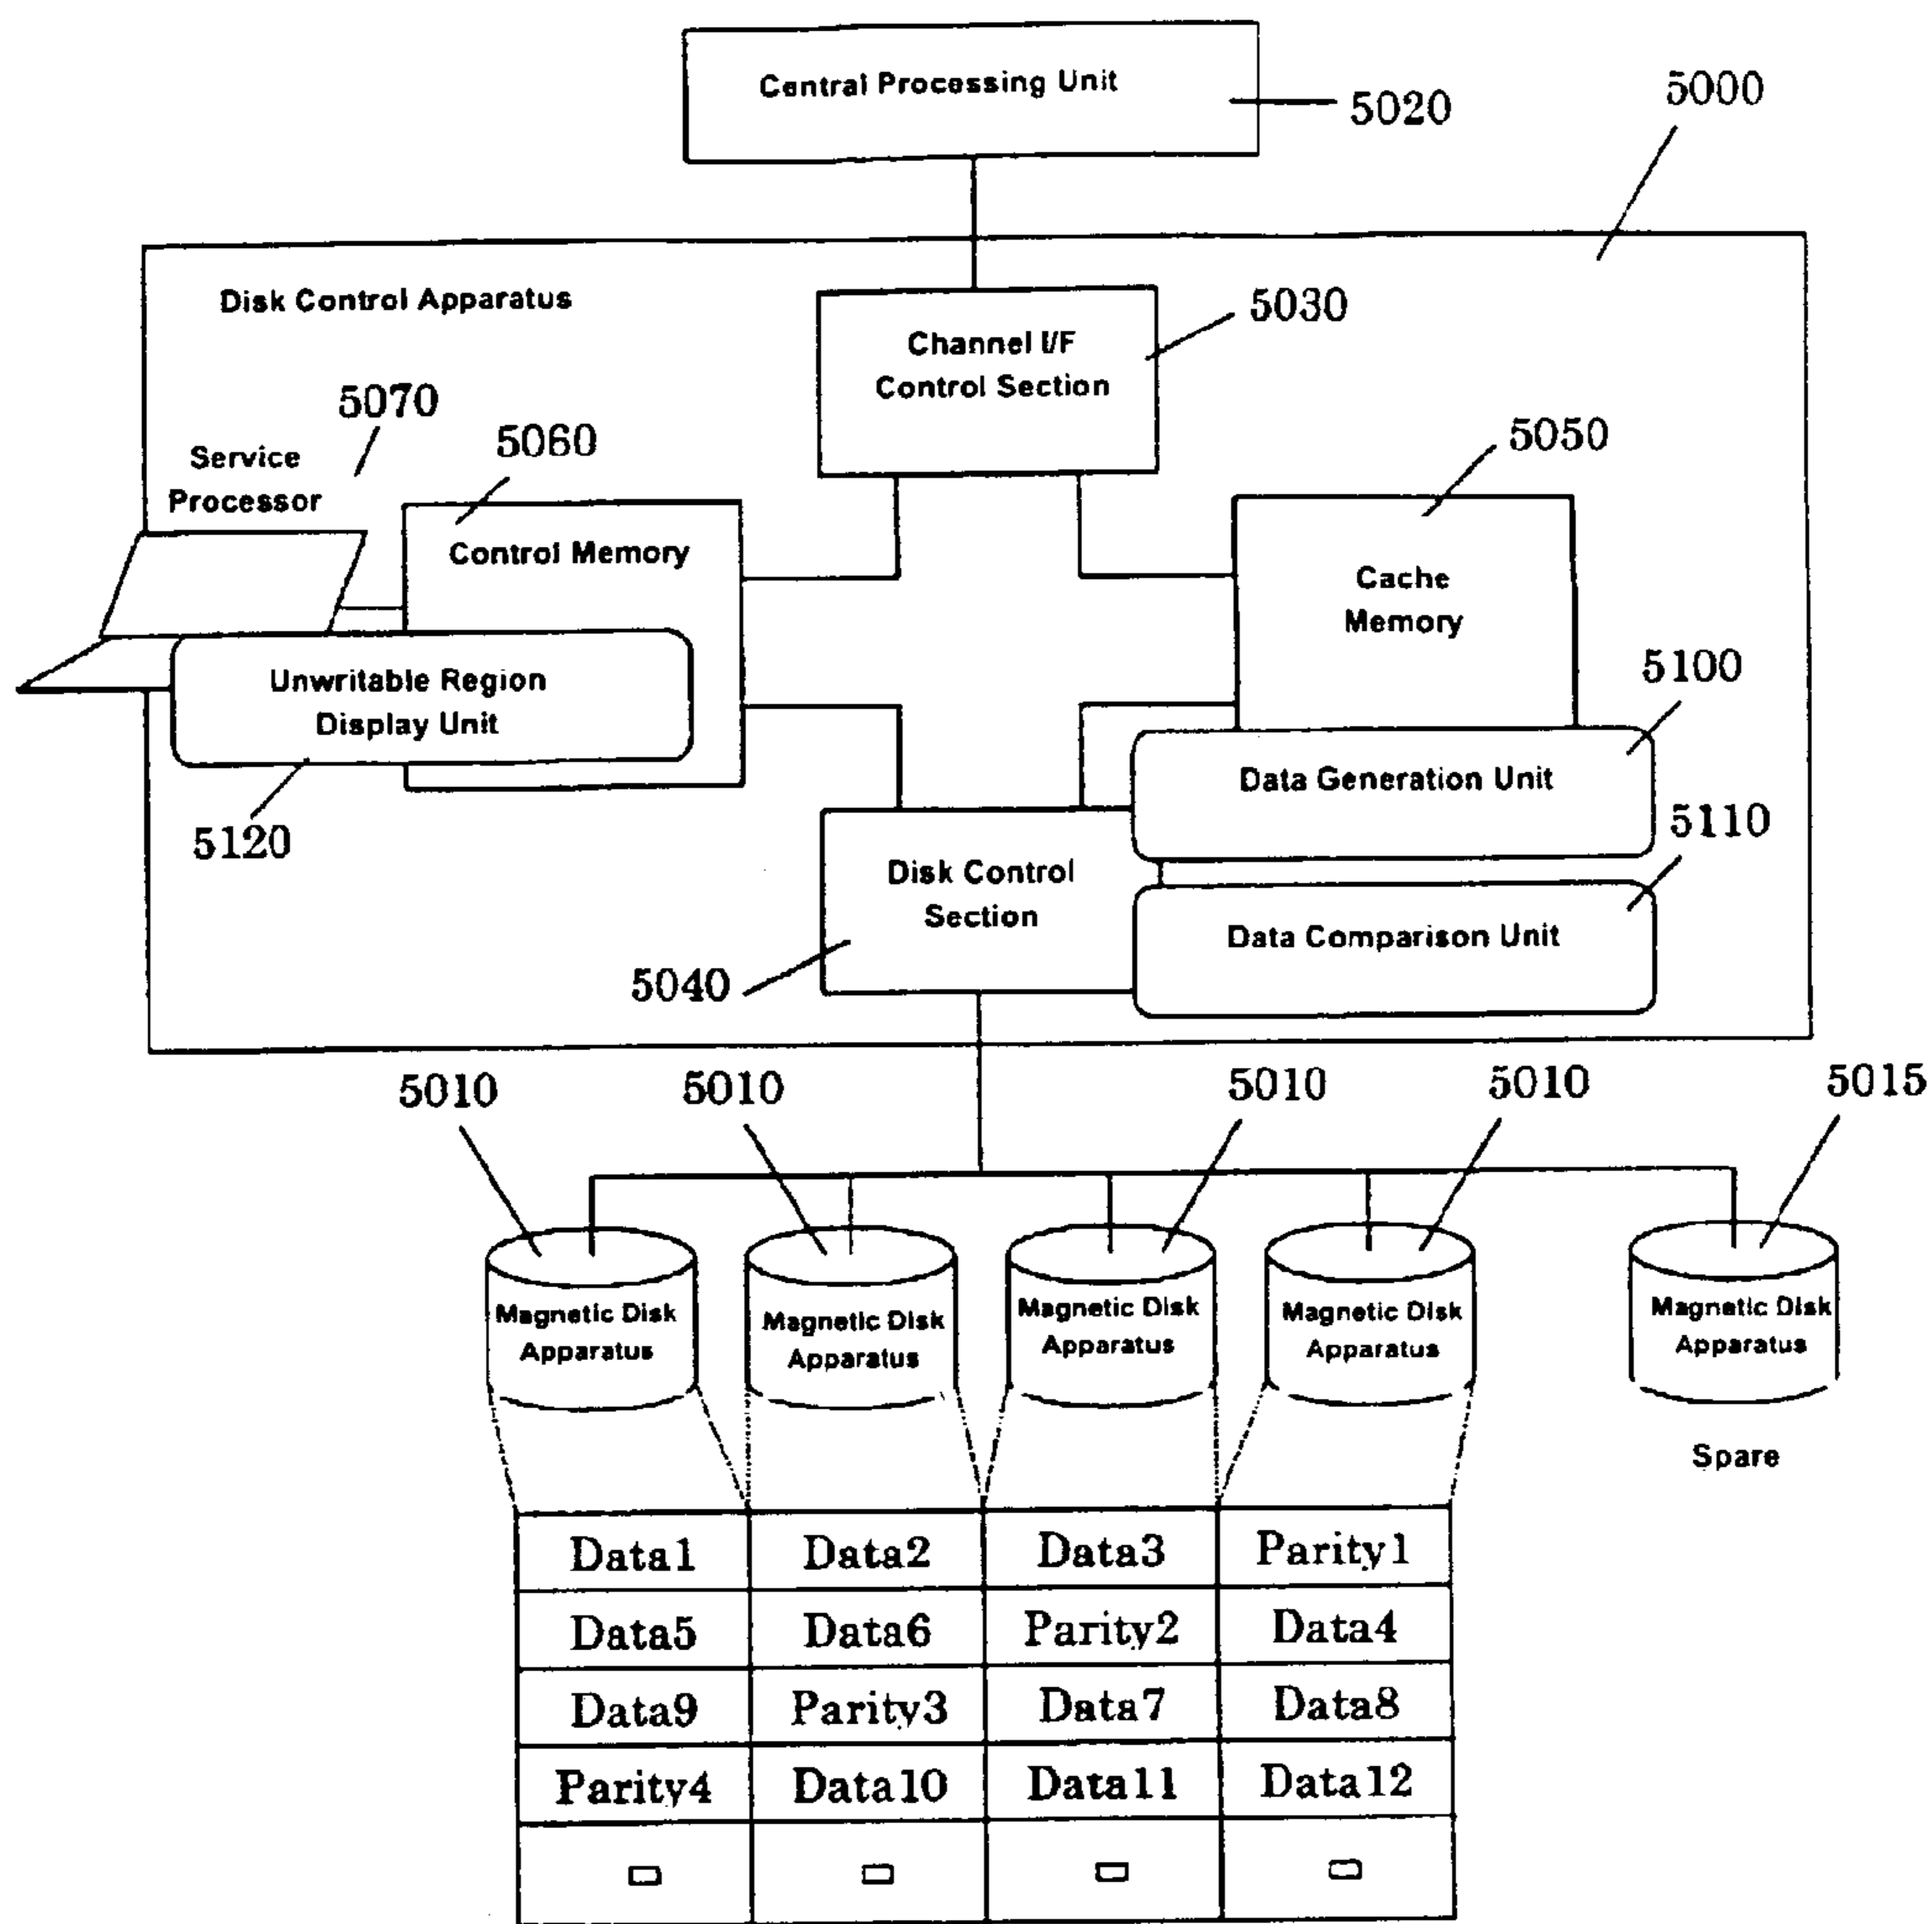 Central Processing Unit
5020
5000
Disk Control Apparatus
Channel I/F
Control Section
5030
5070
Service
Processor
5060
Control Memory
5050
Cache
Memory
Unwritable Region
Display Unit
5120
5100
Data Generation Unit
5110
Disk Control
Section
Data Comparison Unit
5040
5010
5010
5010
5010
5015
Magnetic Disk
Apparatus
Magnetic Disk
Apparatus
Magnetic Disk
Apparatus
Magnetic Disk
Apparatus
Magnetic Disk
Apparatus
Spare
Data1 Data2 Data3 Parity1
Data5 Data6 Parity2 Data4
Data9 Parity3 Data7 Data8
Parity4 Data10 Data11 Data12